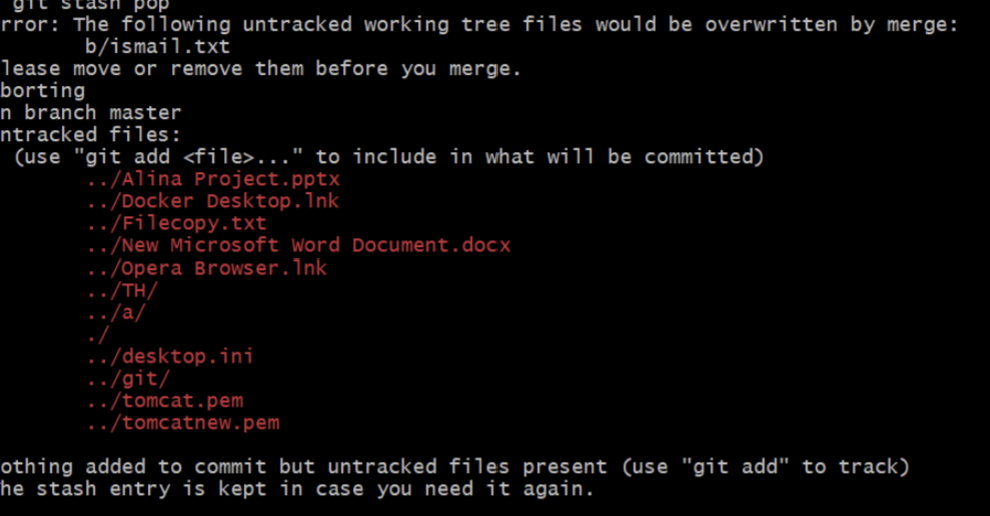 git stash pop
rror: The following untracked working tree files would be overwritten by merge:
b/ismail.txt
lease move or remove them before you merge.
borting
n branch master
ntracked files:
(use "git add <file>..." to include in what will be committed)
../Alina Project.pptx
../Docker Desktop.lnk
../Filecopy.txt
../New Microsoft Word Document.docx
../Opera Browser.lnk
../TH/
../a/
./
../desktop.ini
../git/
../tomcat.pem
../tomcatnew.pem
othing added to commit but untracked files present (use "git add" to track)
he stash entry is kept in case you need it again.